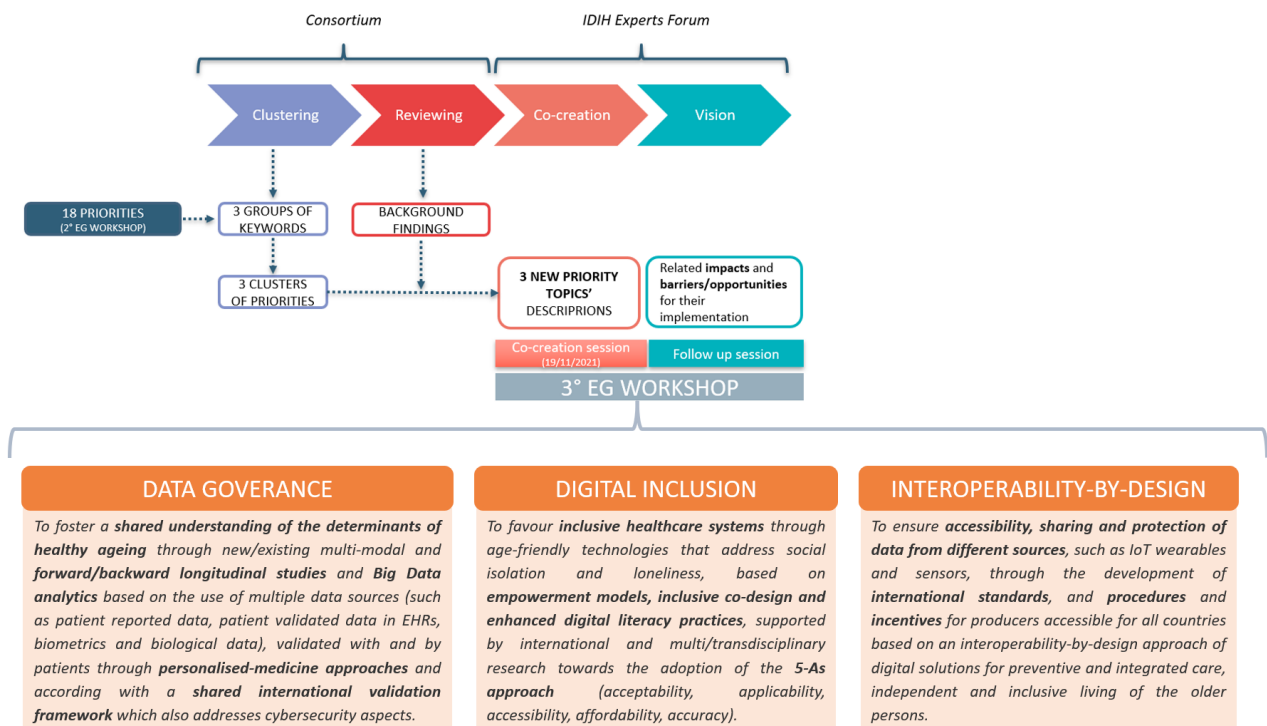 Consortium
IDIH Experts Forum
Clustering
Reviewing
Co-creation
Vision
18 PRIORITIES
(2° EG WORKSHOP)
3 GROUPS OF
KEYWORDS
BACKGROUND
FINDINGS
3 CLUSTERS
OF PRIORITIES
3 NEW PRIORITY
TOPICS’
DESCRIPRIONS
Related impacts and
barriers/opportunities
for their
implementation
Co-creation session
(19/11/2021)
Follow up session
3° EG WORKSHOP
DATA GOVERANCE
To foster a shared understanding of the determinants of
healthy ageing through new/existing multi-modal and
forward/backward longitudinal studies and Big Data
analytics based on the use of multiple data sources (such
as patient reported data, patient validated data in EHRs,
biometrics and biological data), validated with and by
patients through personalised-medicine approaches and
according with a shared international validation
framework which also addresses cybersecurity aspects.
DIGITAL INCLUSION
To favour inclusive healthcare systems through
age-friendly technologies that address social
isolation and loneliness, based on
empowerment models, inclusive co-design and
enhanced digital literacy practices, supported
by international and multi/transdisciplinary
research towards the adoption of the 5-As
approach (acceptability, applicability,
accessibility, affordability, accuracy).
INTEROPERABILITY-BY-DESIGN
To ensure accessibility, sharing and protection of
data from different sources, such as IoT wearables
and sensors, through the development of
international standards, and procedures and
incentives for producers accessible for all countries
based on an interoperability-by-design approach of
digital solutions for preventive and integrated care,
independent and inclusive living of the older
persons.